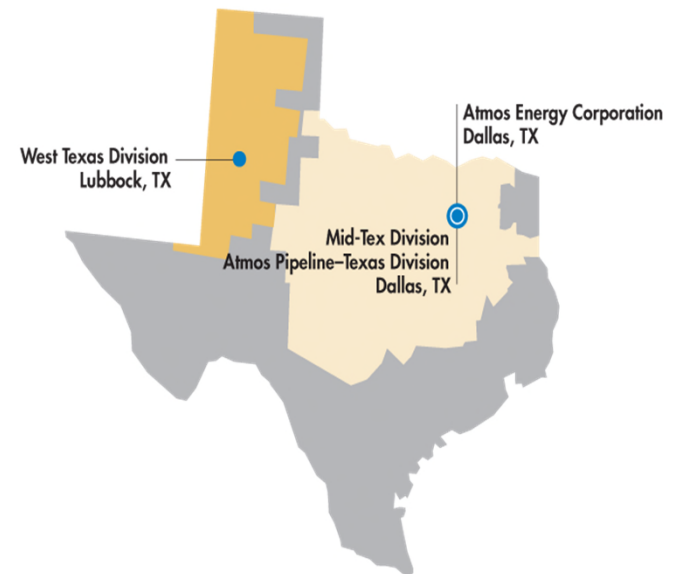 Atmos Energy Corporation
Dallas, TX
West Texas Division
Lubbock, TX
Mid-Tex Division
Atmos Pipeline–Texas Division
Dallas, TX